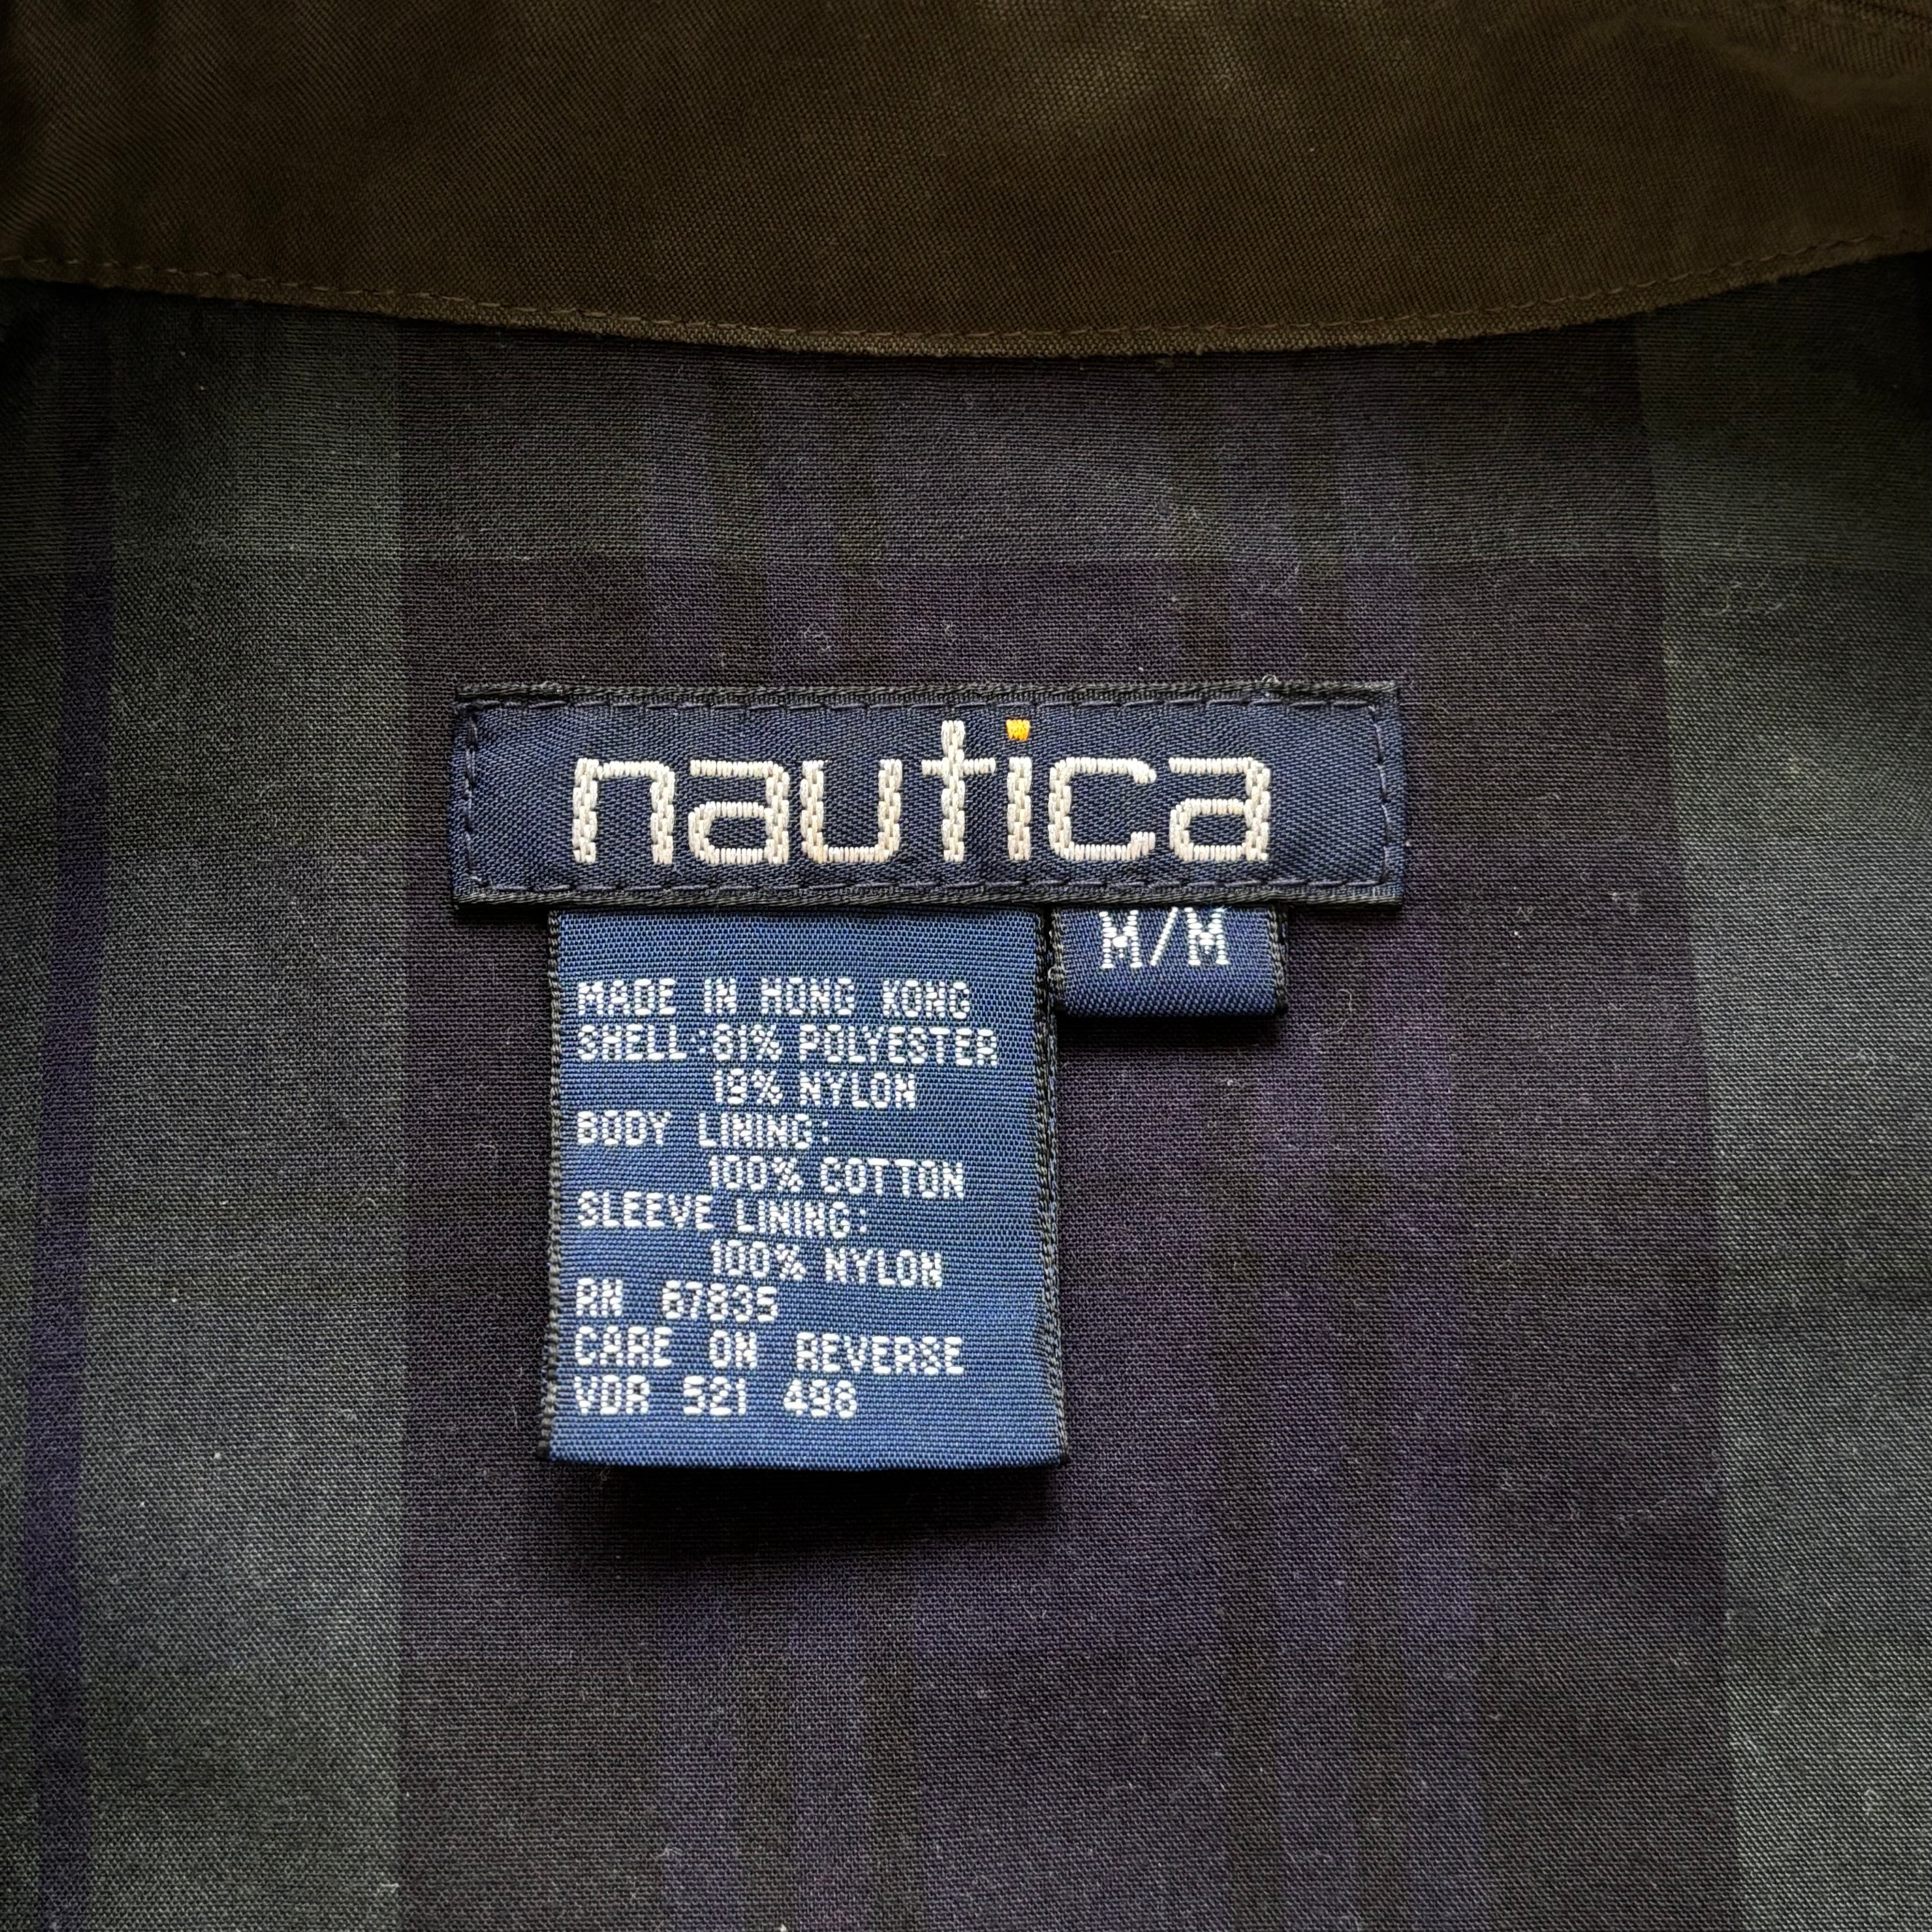 nautica
M/M
MADE IN HONG KONG
SHELL: 81% POLYESTER
19% NYLON
BODY LINING:
100% COTTON
SLEEVE LINING:
100% NYLON
RN 67835
CARE ON REVERSE
VDR 521 498